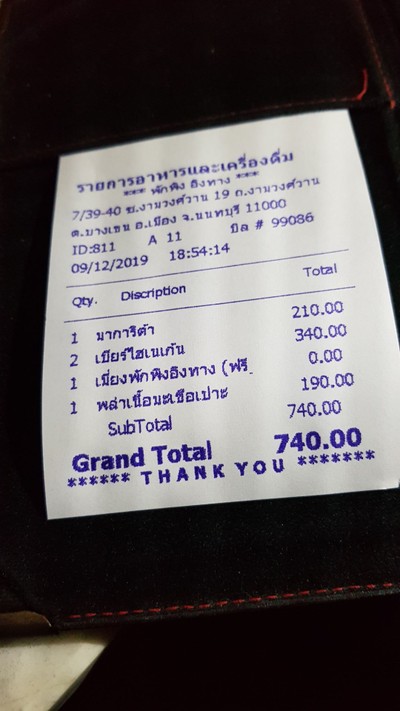 รายการอาหารและเครื่องดื่ม
*** พักพิง อิงทาง ***
7/39-40 ซ.งามวงศ์วาน 19 ถ.งามวงศ์วาน
ต.บางเขน อ.เมือง จ.นนทบุรี 11000
ID:811 A 11 บิล # 99086
09/12/2019 18:54:14
Qty. Discription Total
1 มาการิต้า 210.00
2 เบียร์ไฮเนเก้น 340.00
1 เมี่ยงพักพิงอิงทาง (ฟรี 0.00
1 พล่าเนื้อมะเขือเปาะ 190.00
SubTotal 740.00
Grand Total 740.00
****** THANK YOU *******